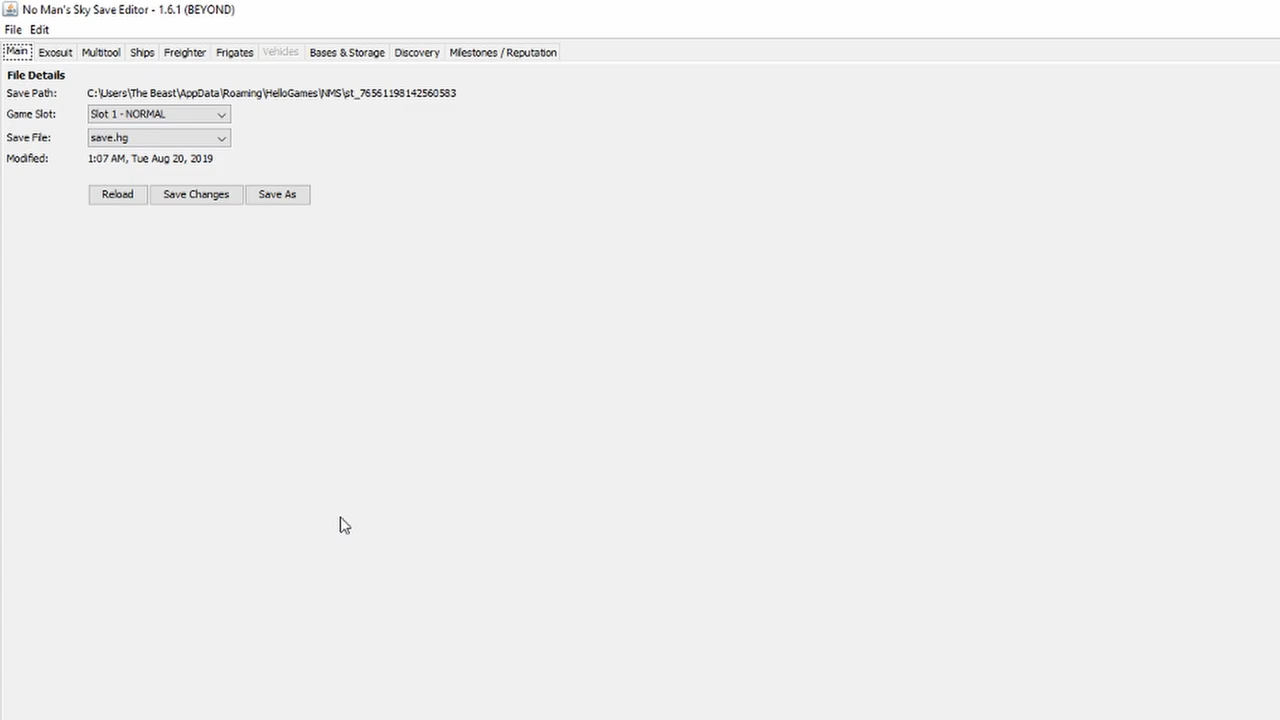 No Man's Sky Save Editor - 1.6.1 (BEYOND)
File Edit
Main Exosuit Multitool Ships Freighter Frigates Vehicles Bases & Storage Discovery Milestones / Reputation
File Details
Save Path: C:\Users\The Beast\AppData\Roaming\HelloGames\NMS\st_76561198142560583
Game Slot: Slot 1 - NORMAL
Save File: save.hg
Modified: 1:07 AM, Tue Aug 20, 2019
Reload Save Changes Save As